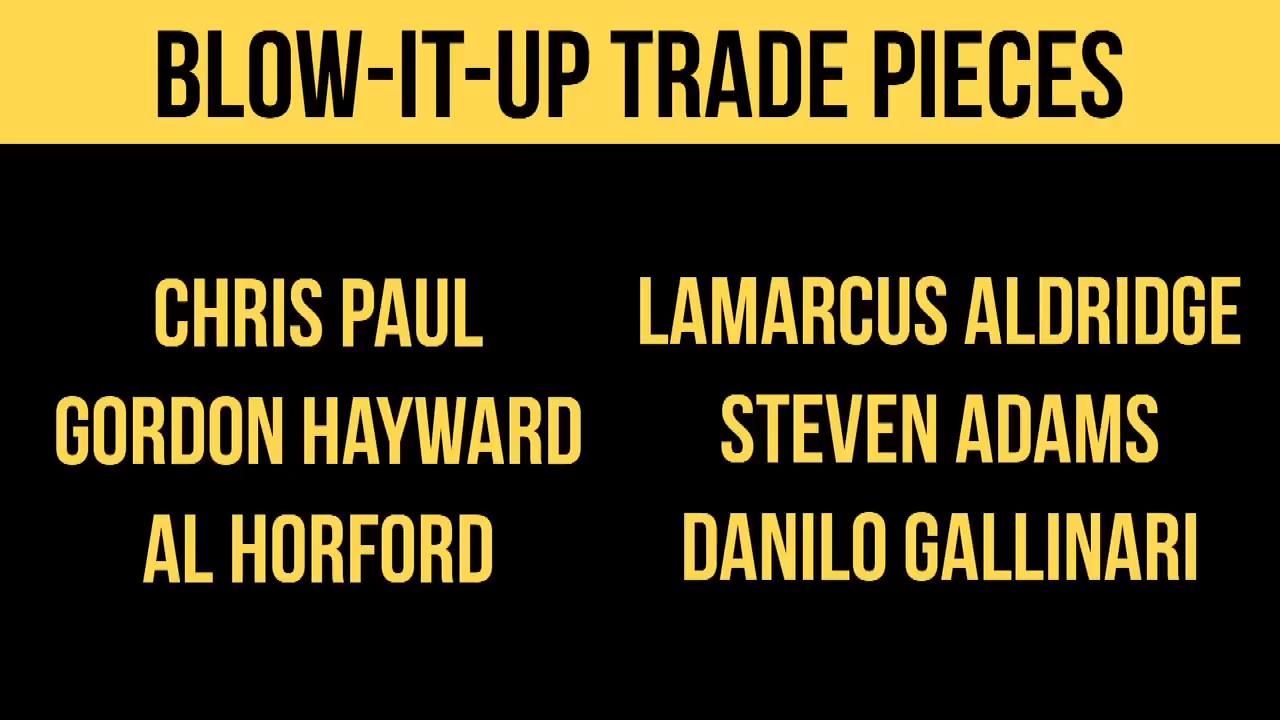 BLOW-IT-UP TRADE PIECES
CHRIS PAUL
GORDON HAYWARD
AL HORFORD
LAMARCUS ALDRIDGE
STEVEN ADAMS
DANILO GALLINARI